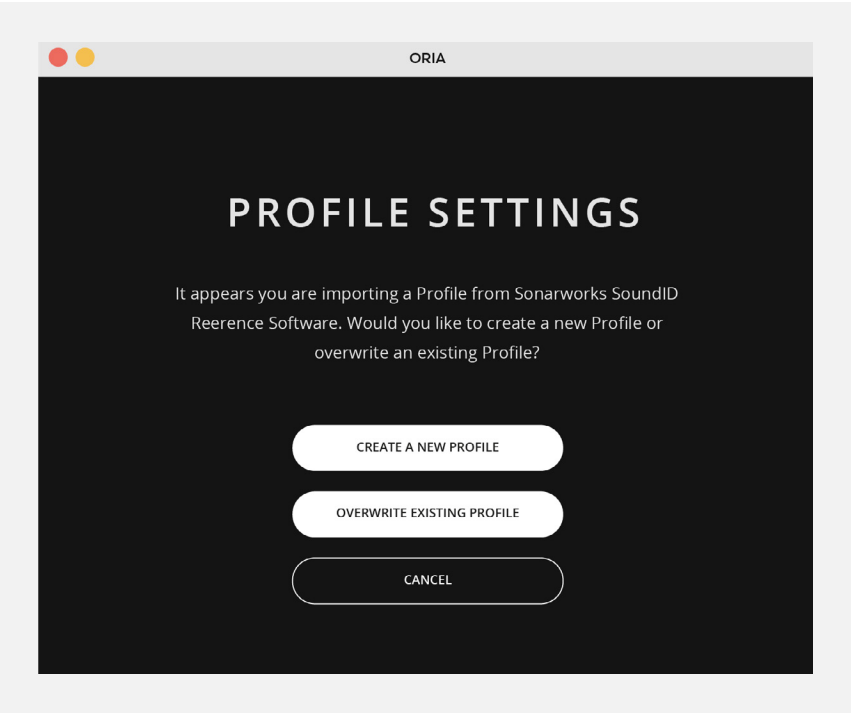 ORIA
PROFILE SETTINGS
It appears you are importing a Profile from Sonarworks SoundID
Reerence Software. Would you like to create a new Profile or
overwrite an existing Profile?
CREATE A NEW PROFILE
OVERWRITE EXISTING PROFILE
CANCEL